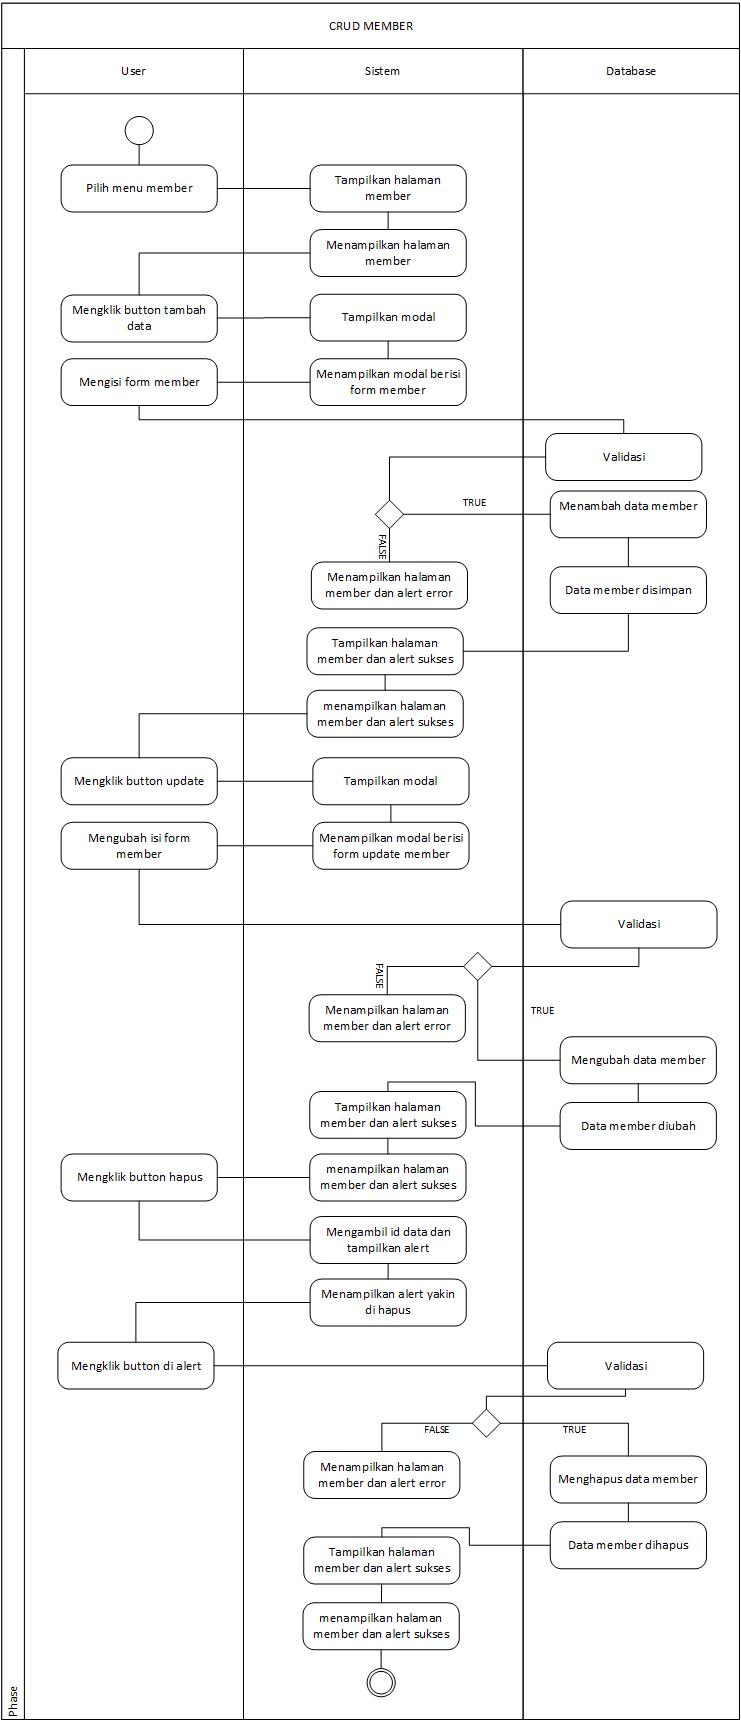 CRUD MEMBER
User
Sistem
Database
Pilih menu member
Tampilkan halaman
member
Menampilkan halaman
member
Mengklik button tambah
data
Tampilkan modal
Mengisi form member
Menampilkan modal berisi
form member
Validasi
TRUE
Menambah data member
FALSE
Menampilkan halaman
member dan alert error
Data member disimpan
Tampilkan halaman
member dan alert sukses
menampilkan halaman
member dan alert sukses
Mengklik button update
Tampilkan modal
Mengubah isi form
member
Menampilkan modal berisi
form update member
Validasi
FALSE
Menampilkan halaman
member dan alert error
TRUE
Mengubah data member
Tampilkan halaman
member dan alert sukses
Data member diubah
Mengklik button hapus
menampilkan halaman
member dan alert sukses
Mengambil id data dan
tampilkan alert
Menampilkan alert yakin
di hapus
Mengklik button di alert
Validasi
FALSE
TRUE
Menampilkan halaman
member dan alert error
Menghapus data member
Tampilkan halaman
member dan alert sukses
Data member dihapus
menampilkan halaman
member dan alert sukses
Phase